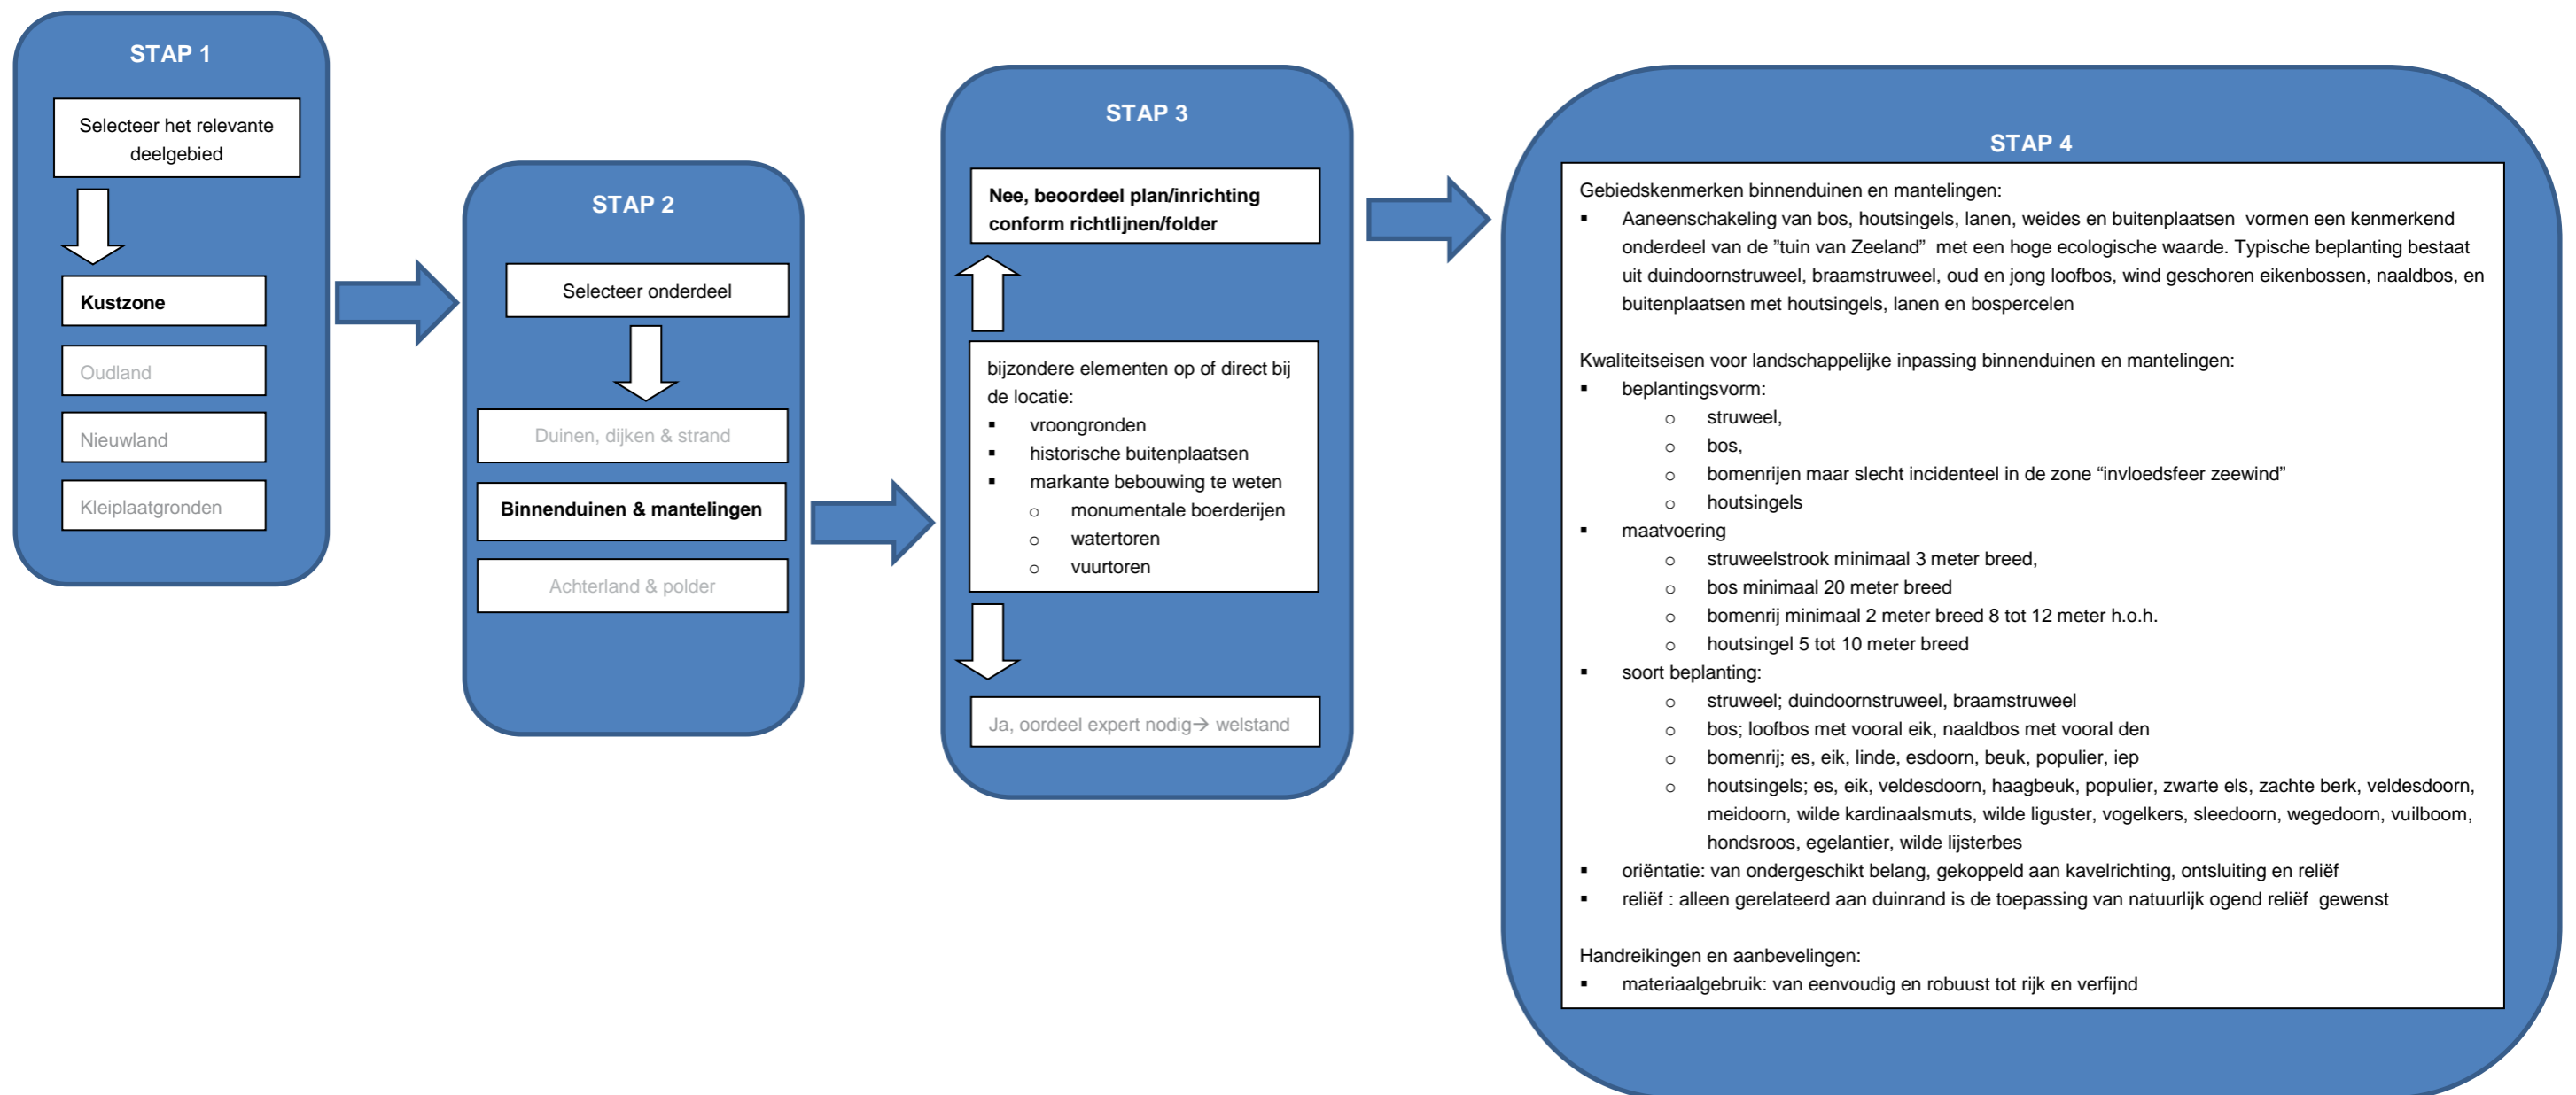 STAP 1
Selecteer het relevante
deelgebied
Kustzone
Oudland
Nieuwland
Kleiplaatgronden
STAP 2
Selecteer onderdeel
Duinen, dijken & strand
Binnenduinen & mantelingen
Achterland & polder
STAP 3
Nee, beoordeel plan/inrichting
conform richtlijnen/folder
bijzondere elementen op of direct bij
de locatie:
▪ vroongronden
▪ historische buitenplaatsen
▪ markante bebouwing te weten
o monumentale boerderijen
o watertoren
o vuurtoren
Ja, oordeel expert nodig→ welstand
STAP 4
Gebiedskenmerken binnenduinen en mantelingen:
▪ Aaneenschakeling van bos, houtsingels, lanen, weides en buitenplaatsen vormen een kenmerkend
onderdeel van de ”tuin van Zeeland” met een hoge ecologische waarde. Typische beplanting bestaat
uit duindoornstruweel, braamstruweel, oud en jong loofbos, wind geschoren eikenbossen, naaldbos, en
buitenplaatsen met houtsingels, lanen en bospercelen
Kwaliteitseisen voor landschappelijke inpassing binnenduinen en mantelingen:
▪ beplantingsvorm:
o struweel,
o bos,
o bomenrijen maar slecht incidenteel in de zone “invloedsfeer zeewind”
o houtsingels
▪ maatvoering
o struweelstrook minimaal 3 meter breed,
o bos minimaal 20 meter breed
o bomenrij minimaal 2 meter breed 8 tot 12 meter h.o.h.
o houtsingel 5 tot 10 meter breed
▪ soort beplanting:
o struweel; duindoornstruweel, braamstruweel
o bos; loofbos met vooral eik, naaldbos met vooral den
o bomenrij; es, eik, linde, esdoorn, beuk, populier, iep
o houtsingels; es, eik, veldesdoorn, haagbeuk, populier, zwarte els, zachte berk, veldesdoorn,
meidoorn, wilde kardinaalsmuts, wilde liguster, vogelkers, sleedoorn, wegedoorn, vuilboom,
hondsroos, egelantier, wilde lijsterbes
▪ oriëntatie: van ondergeschikt belang, gekoppeld aan kavelrichting, ontsluiting en reliëf
▪ reliëf : alleen gerelateerd aan duinrand is de toepassing van natuurlijk ogend reliëf gewenst
Handreikingen en aanbevelingen:
▪ materiaalgebruik: van eenvoudig en robuust tot rijk en verfijnd